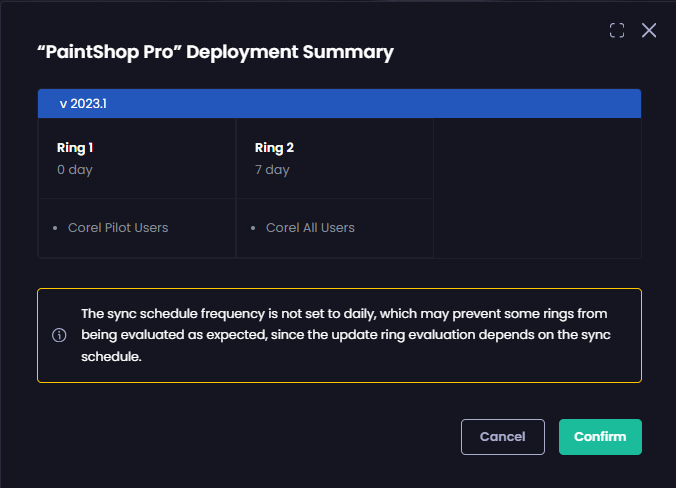 “PaintShop Pro” Deployment Summary
v 2023.1
Ring 1
0 day
Ring 2
7 day
• Corel Pilot Users
• Corel All Users
The sync schedule frequency is not set to daily, which may prevent some rings from
being evaluated as expected, since the update ring evaluation depends on the sync
schedule.
Cancel
Confirm